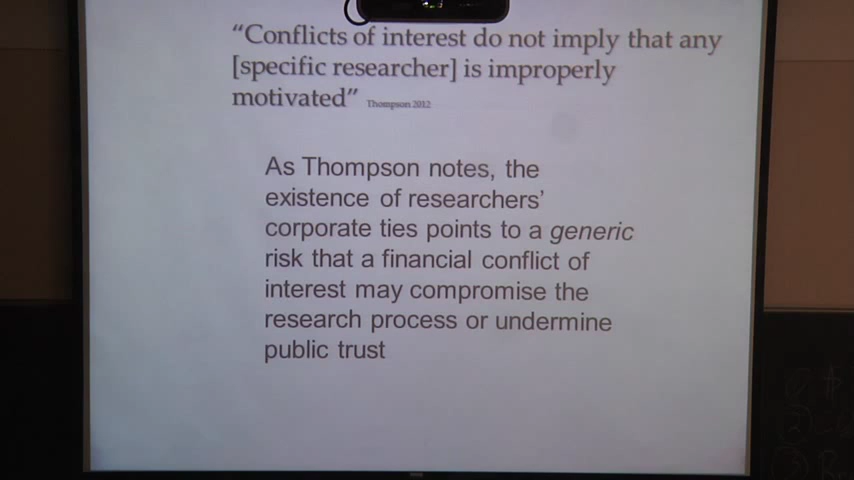 “Conflicts of interest do not imply that any
[specific researcher] is improperly
motivated” Thompson 2012
As Thompson notes, the
existence of researchers’
corporate ties points to a generic
risk that a financial conflict of
interest may compromise the
research process or undermine
public trust